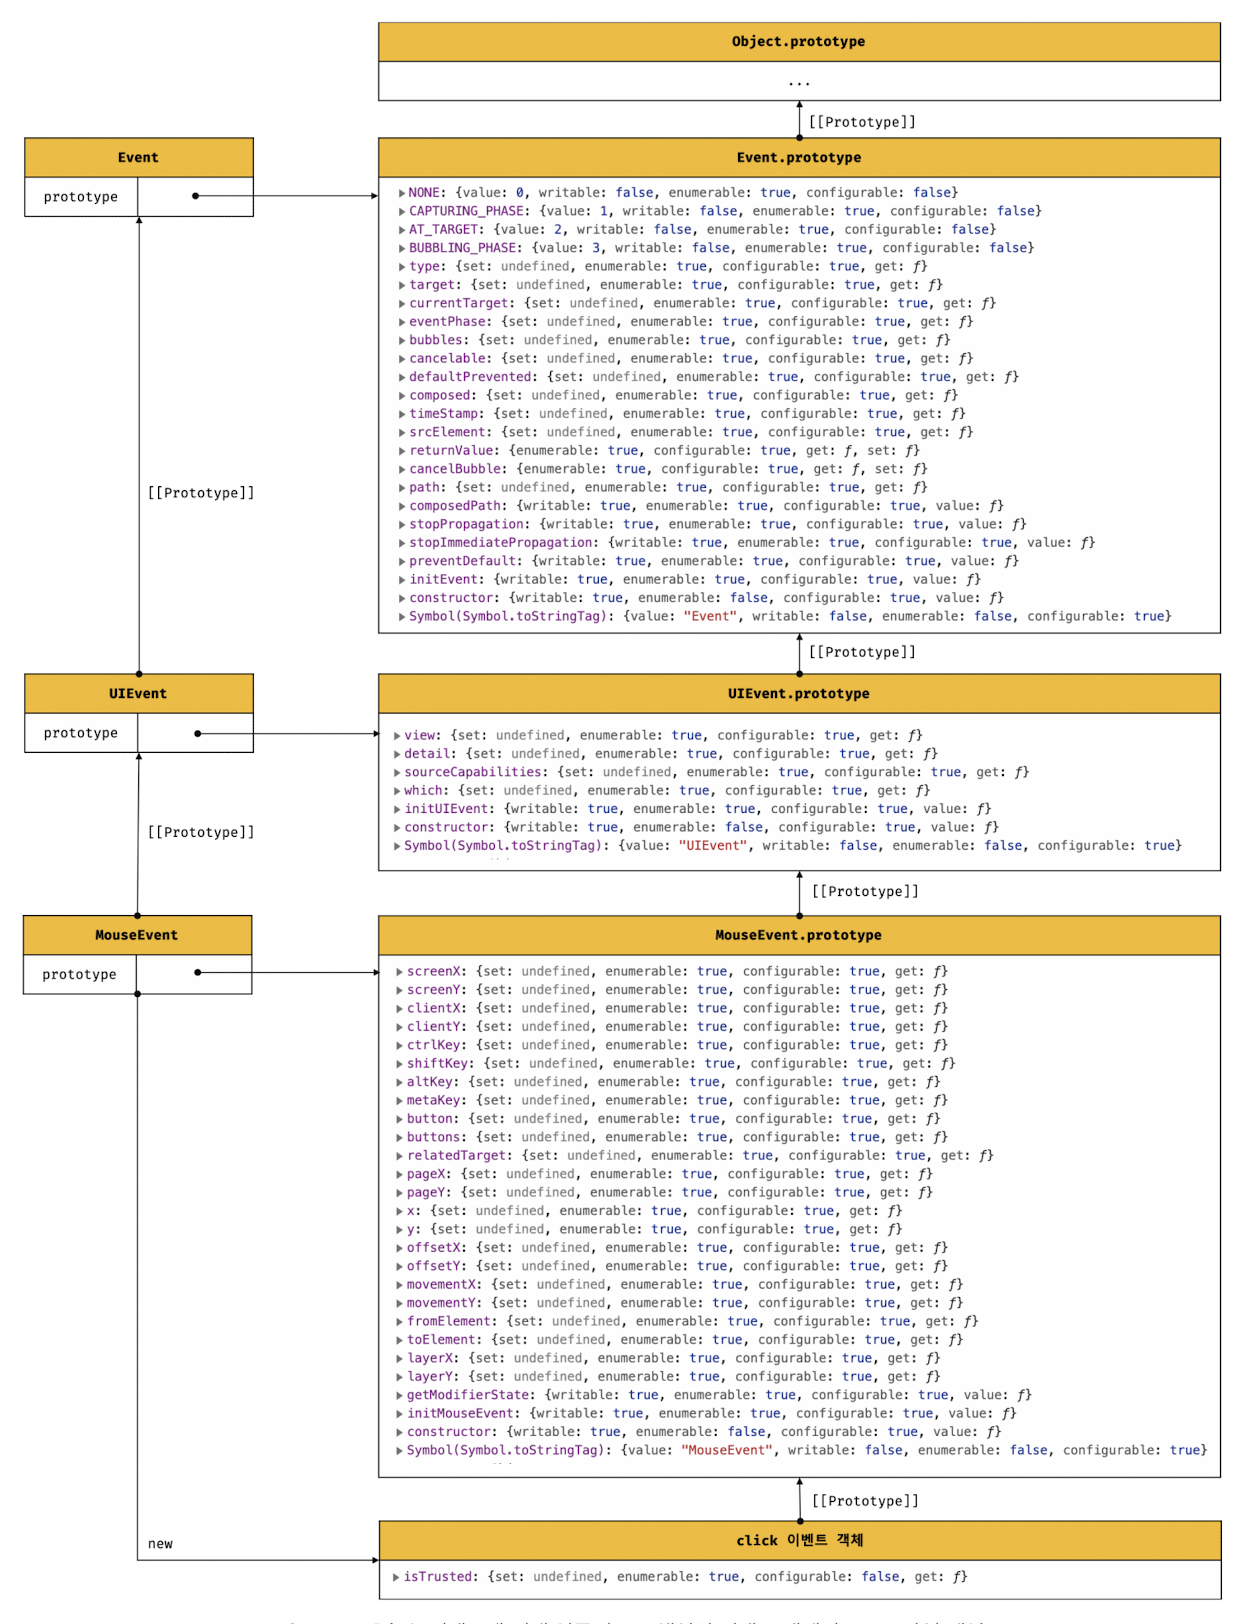 Object.prototype
...
[[Prototype]]
Event
prototype
Event.prototype
NONE: {value: 0, writable: false, enumerable: true, configurable: false}
CAPTURING_PHASE: {value: 1, writable: false, enumerable: true, configurable: false}
AT_TARGET: {value: 2, writable: false, enumerable: true, configurable: false}
BUBBLING_PHASE: {value: 3, writable: false, enumerable: true, configurable: false}
type: {set: undefined, enumerable: true, configurable: true, get: ƒ}
target: {set: undefined, enumerable: true, configurable: true, get: ƒ}
currentTarget: {set: undefined, enumerable: true, configurable: true, get: ƒ}
eventPhase: {set: undefined, enumerable: true, configurable: true, get: ƒ}
bubbles: {set: undefined, enumerable: true, configurable: true, get: ƒ}
cancelable: {set: undefined, enumerable: true, configurable: true, get: ƒ}
defaultPrevented: {set: undefined, enumerable: true, configurable: true, get: ƒ}
composed: {set: undefined, enumerable: true, configurable: true, get: ƒ}
timeStamp: {set: undefined, enumerable: true, configurable: true, get: ƒ}
srcElement: {set: undefined, enumerable: true, configurable: true, get: ƒ}
returnValue: {enumerable: true, configurable: true, get: ƒ, set: ƒ}
cancelBubble: {enumerable: true, configurable: true, get: ƒ, set: ƒ}
path: {set: undefined, enumerable: true, configurable: true, get: ƒ}
composedPath: {writable: true, enumerable: true, configurable: true, value: ƒ}
stopPropagation: {writable: true, enumerable: true, configurable: true, value: ƒ}
stopImmediatePropagation: {writable: true, enumerable: true, configurable: true, value: ƒ}
preventDefault: {writable: true, enumerable: true, configurable: true, value: ƒ}
initEvent: {writable: true, enumerable: true, configurable: true, value: ƒ}
constructor: {writable: true, enumerable: false, configurable: true, value: ƒ}
Symbol(Symbol.toStringTag): {value: "Event", writable: false, enumerable: false, configurable: true}
[[Prototype]]
[[Prototype]]
UIEvent
prototype
UIEvent.prototype
view: {set: undefined, enumerable: true, configurable: true, get: ƒ}
detail: {set: undefined, enumerable: true, configurable: true, get: ƒ}
sourceCapabilities: {set: undefined, enumerable: true, configurable: true, get: ƒ}
which: {set: undefined, enumerable: true, configurable: true, get: ƒ}
initUIEvent: {writable: true, enumerable: true, configurable: true, value: ƒ}
constructor: {writable: true, enumerable: false, configurable: true, value: ƒ}
Symbol(Symbol.toStringTag): {value: "UIEvent", writable: false, enumerable: false, configurable: true}
[[Prototype]]
[[Prototype]]
MouseEvent
prototype
MouseEvent.prototype
screenX: {set: undefined, enumerable: true, configurable: true, get: ƒ}
screenY: {set: undefined, enumerable: true, configurable: true, get: ƒ}
clientX: {set: undefined, enumerable: true, configurable: true, get: ƒ}
clientY: {set: undefined, enumerable: true, configurable: true, get: ƒ}
ctrlKey: {set: undefined, enumerable: true, configurable: true, get: ƒ}
shiftKey: {set: undefined, enumerable: true, configurable: true, get: ƒ}
altKey: {set: undefined, enumerable: true, configurable: true, get: ƒ}
metaKey: {set: undefined, enumerable: true, configurable: true, get: ƒ}
button: {set: undefined, enumerable: true, configurable: true, get: ƒ}
buttons: {set: undefined, enumerable: true, configurable: true, get: ƒ}
relatedTarget: {set: undefined, enumerable: true, configurable: true, get: ƒ}
pageX: {set: undefined, enumerable: true, configurable: true, get: ƒ}
pageY: {set: undefined, enumerable: true, configurable: true, get: ƒ}
x: {set: undefined, enumerable: true, configurable: true, get: ƒ}
y: {set: undefined, enumerable: true, configurable: true, get: ƒ}
offsetX: {set: undefined, enumerable: true, configurable: true, get: ƒ}
offsetY: {set: undefined, enumerable: true, configurable: true, get: ƒ}
movementX: {set: undefined, enumerable: true, configurable: true, get: ƒ}
movementY: {set: undefined, enumerable: true, configurable: true, get: ƒ}
fromElement: {set: undefined, enumerable: true, configurable: true, get: ƒ}
toElement: {set: undefined, enumerable: true, configurable: true, get: ƒ}
layerX: {set: undefined, enumerable: true, configurable: true, get: ƒ}
layerY: {set: undefined, enumerable: true, configurable: true, get: ƒ}
getModifierState: {writable: true, enumerable: true, configurable: true, value: ƒ}
initMouseEvent: {writable: true, enumerable: true, configurable: true, value: ƒ}
constructor: {writable: true, enumerable: false, configurable: true, value: ƒ}
Symbol(Symbol.toStringTag): {value: "MouseEvent", writable: false, enumerable: false, configurable: true}
[[Prototype]]
new
click 이벤트 객체
isTrusted: {set: undefined, enumerable: true, configurable: false, get: ƒ}